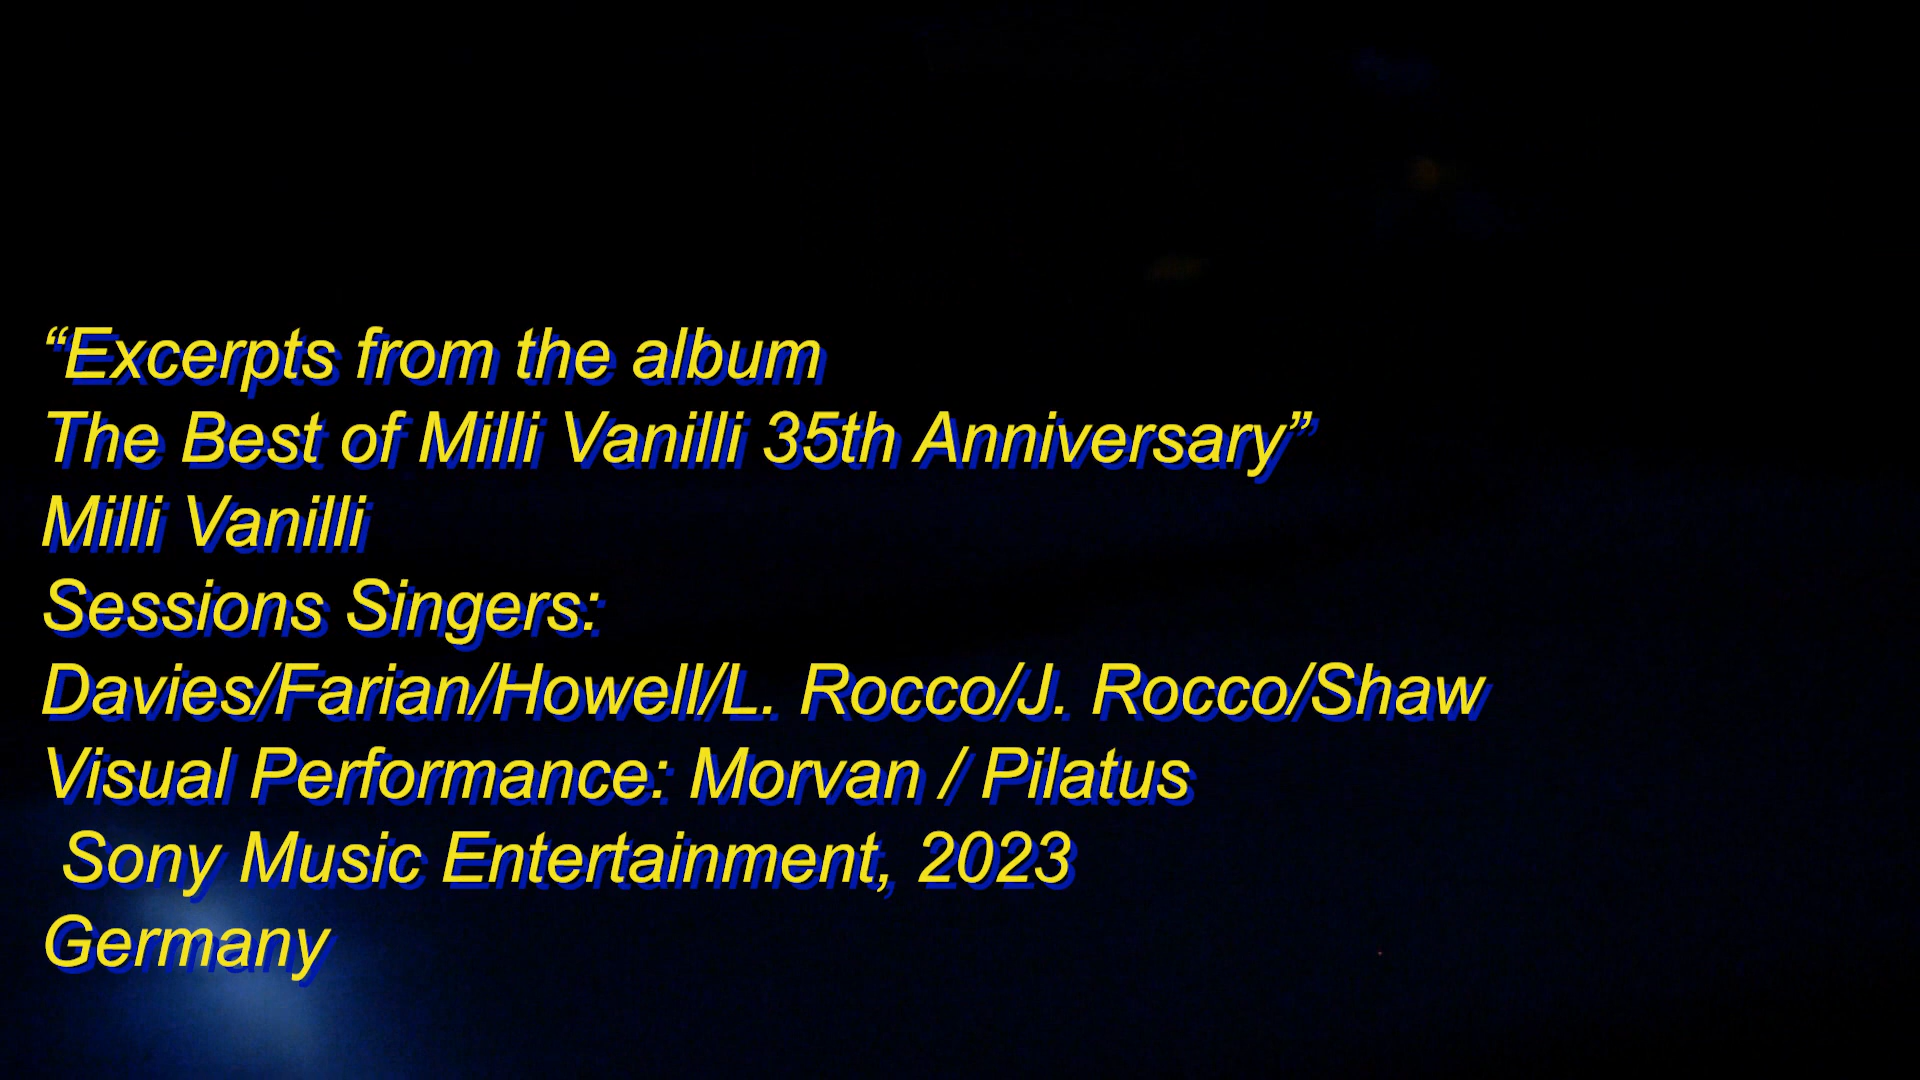 “Excerpts from the album
The Best of Milli Vanilli 35th Anniversary”
Milli Vanilli
Sessions Singers:
Davies/Farian/Howell/L. Rocco/J. Rocco/Shaw
Visual Performance: Morvan / Pilatus
Sony Music Entertainment, 2023
Germany